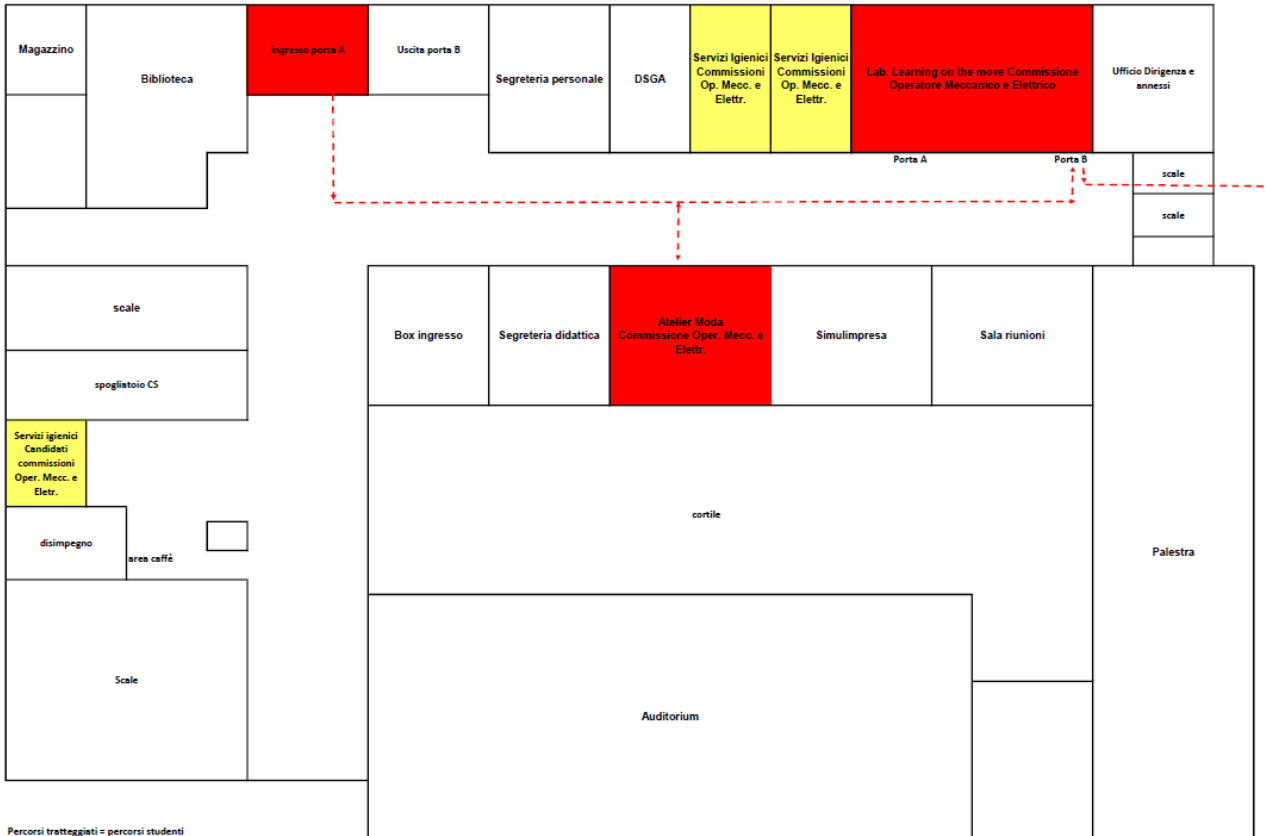 Magazzino
Biblioteca
ingresso porta A
Uscita porta B
Segreteria personale
DSGA
Servizi Igienici
Commissioni
Op. Mecc. e
Elettr.
Servizi Igienici
Commissioni
Op. Mecc. e
Elettr.
Lab. Learning on the move Commissione
Operatore Meccanico e Elettrico
Ufficio Dirigenza e
annessi
Porta A
Porta B
scale
scale
scale
Box ingresso
Segreteria didattica
Atelier Moda
Commissione Oper. Mecc. e
Elettr.
Simulimpresa
Sala riunioni
spogliatoio CS
Servizi igienici
Candidati
commissioni
Oper. Mecc. e
Eletr.
disimpegno
area caffè
cortile
Palestra
Scale
Auditorium
Percorsi tratteggiati = percorsi studenti